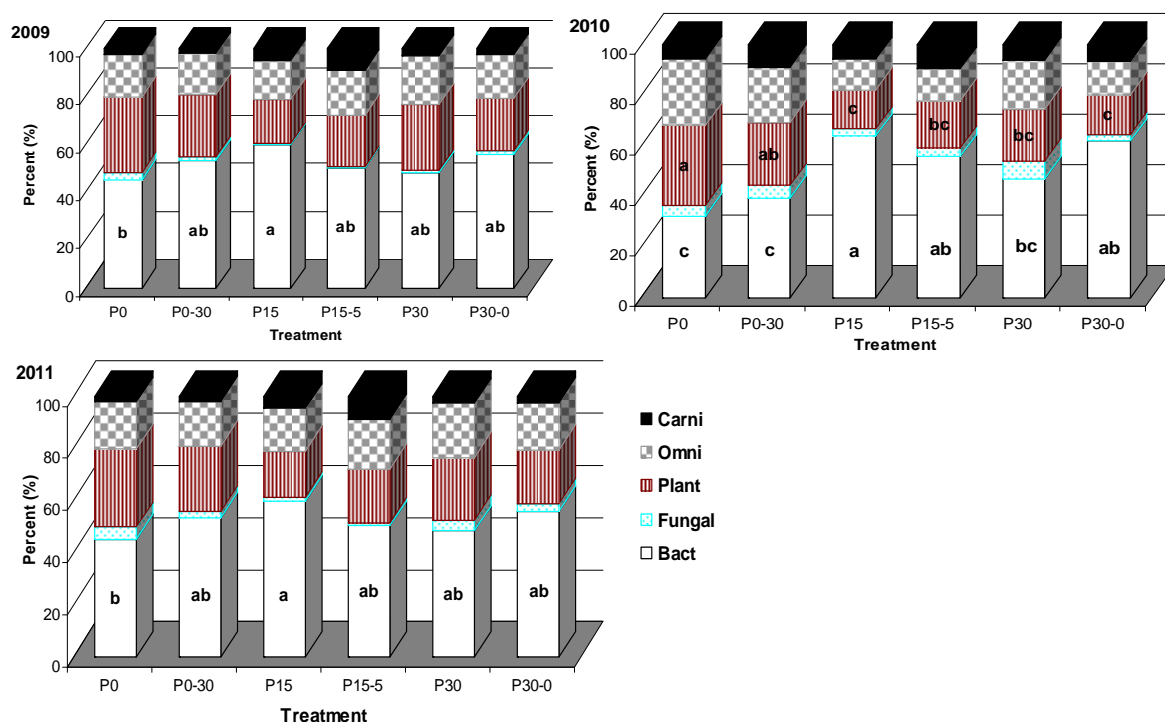 2009
Percent (%)
100
80
60
40
20
0
b
ab
a
ab
ab
ab
P0
P0-30
P15
P15-5
P30
P30-0
Treatment
2010
Percent (%)
100
80
60
40
20
0
a
ab
c
bc
bc
c
c
c
a
ab
bc
ab
P0
P0-30
P15
P15-5
P30
P30-0
Treatment
2011
Percent (%)
100
80
60
40
20
0
b
ab
a
ab
ab
ab
P0
P0-30
P15
P15-5
P30
P30-0
Treatment
Carni
Omni
Plant
Fungal
Bact